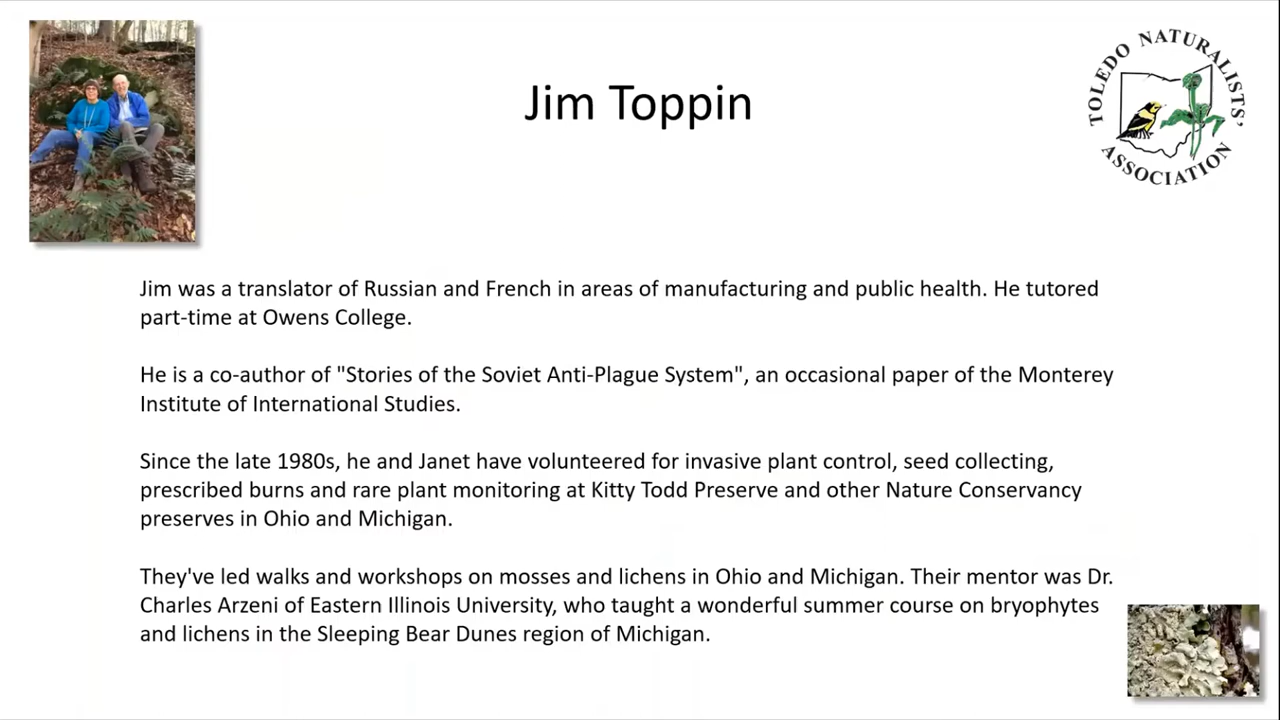 Jim Toppin
TOLEDO NATURALISTS'
ASSOCIATION
Jim was a translator of Russian and French in areas of manufacturing and public health. He tutored
part-time at Owens College.
He is a co-author of "Stories of the Soviet Anti-Plague System", an occasional paper of the Monterey
Institute of International Studies.
Since the late 1980s, he and Janet have volunteered for invasive plant control, seed collecting,
prescribed burns and rare plant monitoring at Kitty Todd Preserve and other Nature Conservancy
preserves in Ohio and Michigan.
They've led walks and workshops on mosses and lichens in Ohio and Michigan. Their mentor was Dr.
Charles Arzeni of Eastern Illinois University, who taught a wonderful summer course on bryophytes
and lichens in the Sleeping Bear Dunes region of Michigan.